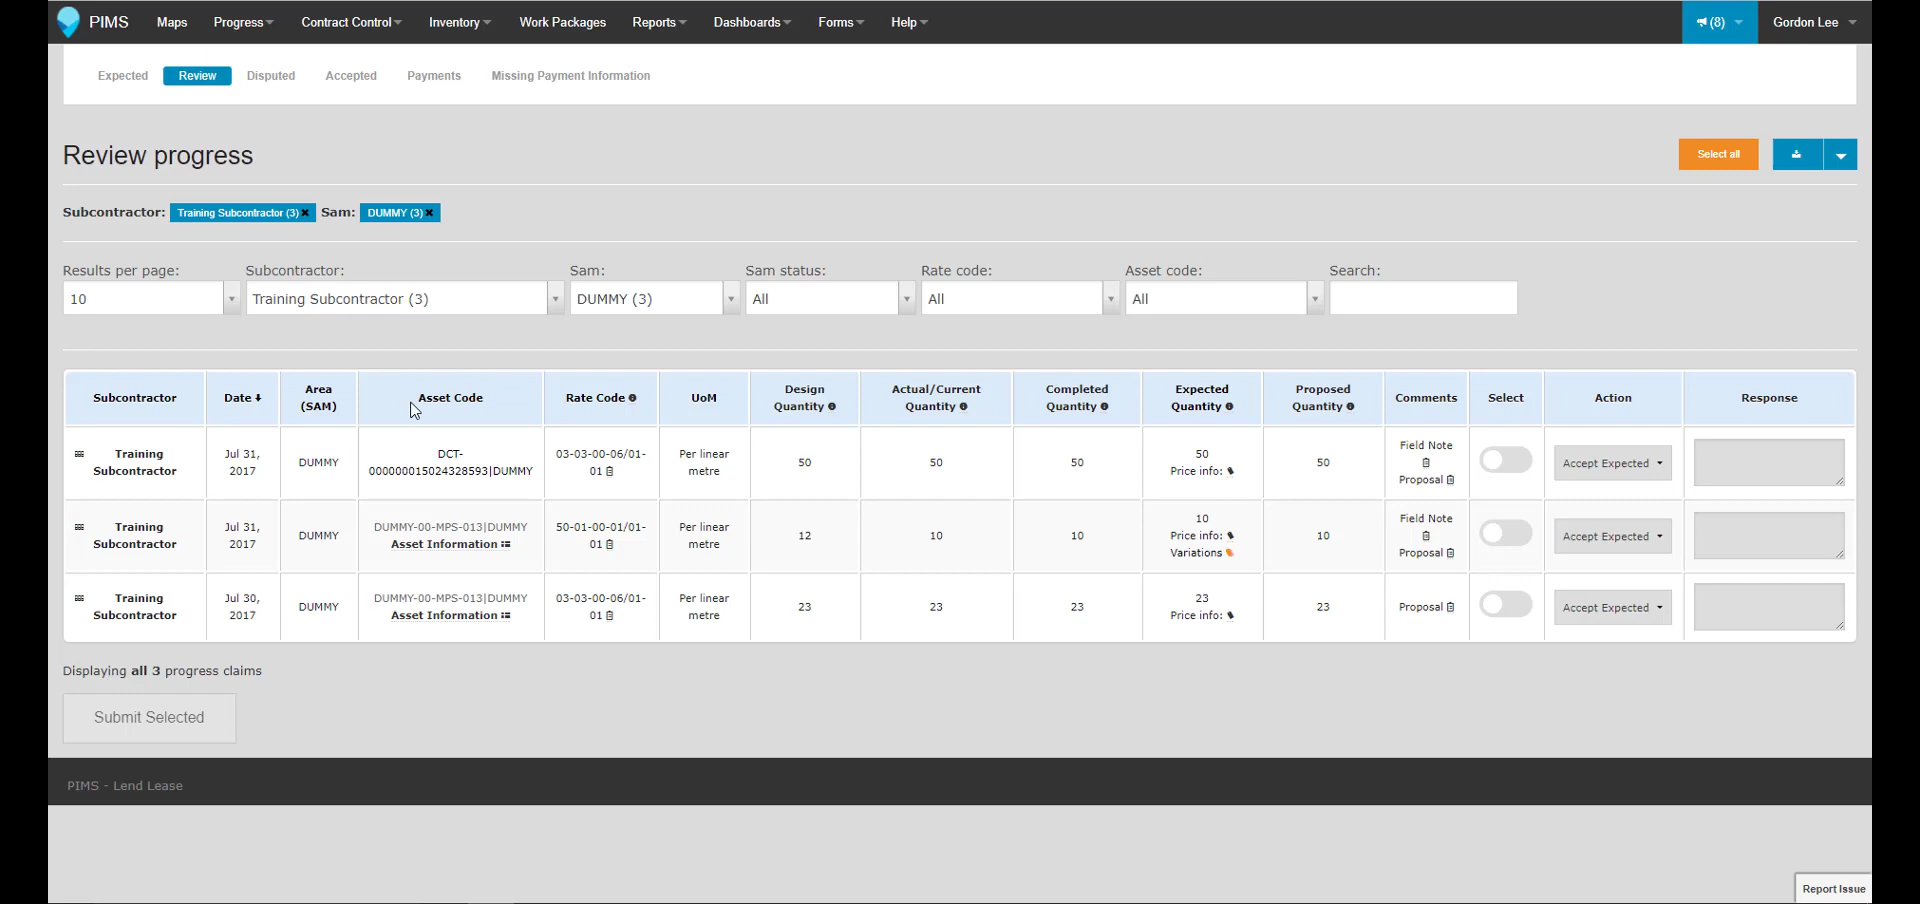 PIMS Maps Progress Contract Control Inventory Work Packages Reports Dashboards Forms Help (8) Gordon Lee
Expected Review Disputed Accepted Payments Missing Payment Information
Review progress Select all
Subcontractor: Training Subcontractor (3) Sam: DUMMY (3)
Results per page: Subcontractor: Sam: Sam status: Rate code: Asset code: Search:
10 Training Subcontractor (3) DUMMY (3) All All All
Subcontractor Date Area (SAM) Asset Code Rate Code UoM Design Quantity Actual/Current Quantity Completed Quantity Expected Quantity Proposed Quantity Comments Select Action Response
Training Subcontractor Jul 31, 2017 DUMMY DCT-000000015024328593|DUMMY 03-03-00-06/01-01 Per linear metre 50 50 50 50 Price info: 50 Field Note Proposal Accept Expected
Training Subcontractor Jul 31, 2017 DUMMY DUMMY-00-MPS-013|DUMMY Asset Information 50-01-00-01/01-01 Per linear metre 12 10 10 10 Price info: Variations 10 Field Note Proposal Accept Expected
Training Subcontractor Jul 30, 2017 DUMMY DUMMY-00-MPS-013|DUMMY Asset Information 03-03-00-06/01-01 Per linear metre 23 23 23 23 Price info: 23 Proposal Accept Expected
Displaying all 3 progress claims
Submit Selected
PIMS - Lend Lease
Report Issue